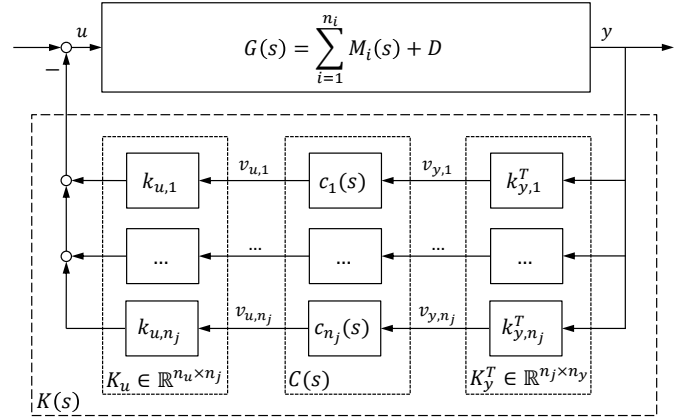 u
G(s) = \sum_{i=1}^{n_i} M_i(s) + D
y
−
k_{u,1}
v_{u,1}
c_1(s)
v_{y,1}
k_{y,1}^T
...
...
...
...
...
k_{u,n_j}
v_{u,n_j}
c_{n_j}(s)
v_{y,n_j}
k_{y,n_j}^T
K_u ∈ ℝ^{n_u×n_j}
C(s)
K_y^T ∈ ℝ^{n_j×n_y}
K(s)